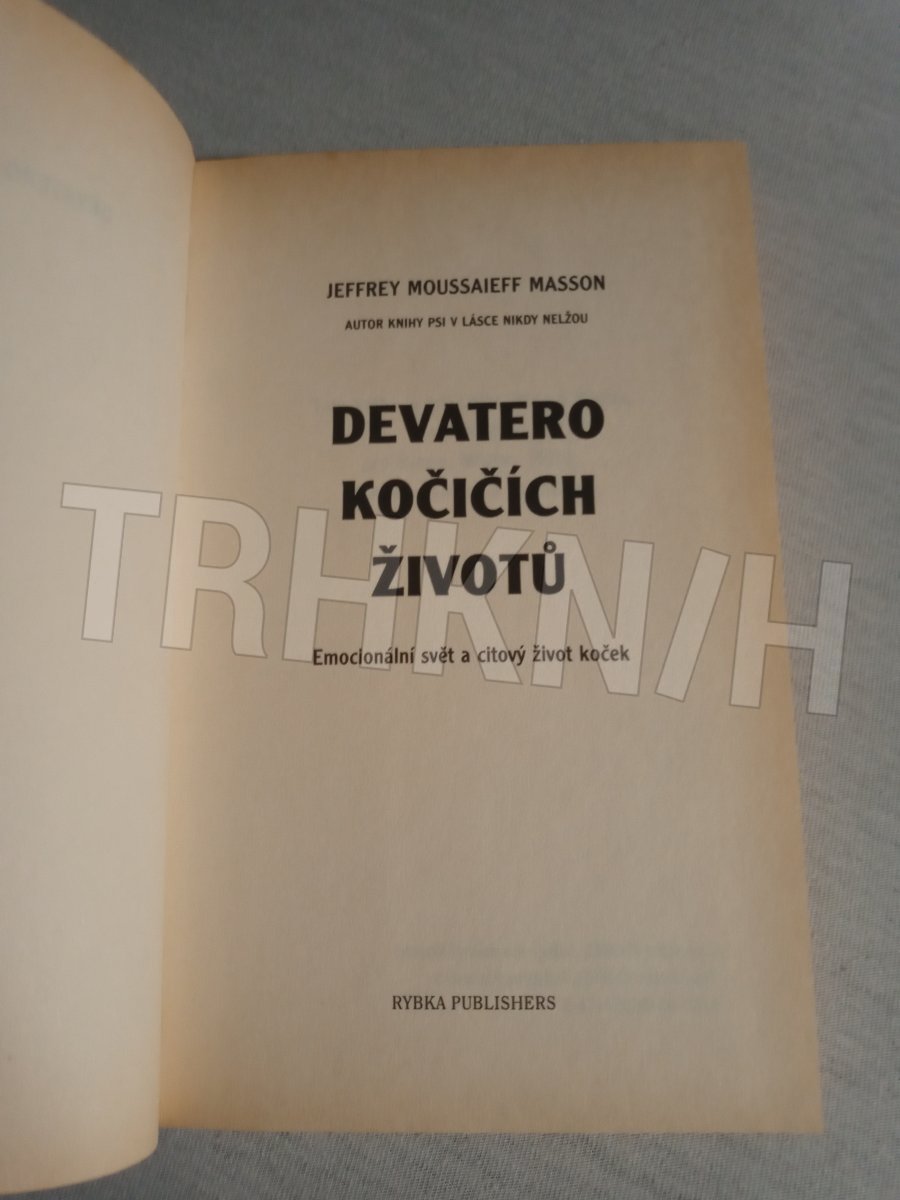 JEFFREY MOUSSAIEFF MASSON
AUTOR KNIHY PSI V LÁSCE NIKDY NELŽOU
DEVATERO
KOČIČÍCH
ŽIVOTŮ
TRHKN/H
Emocionální svět a citový život koček
RYBKA PUBLISHERS